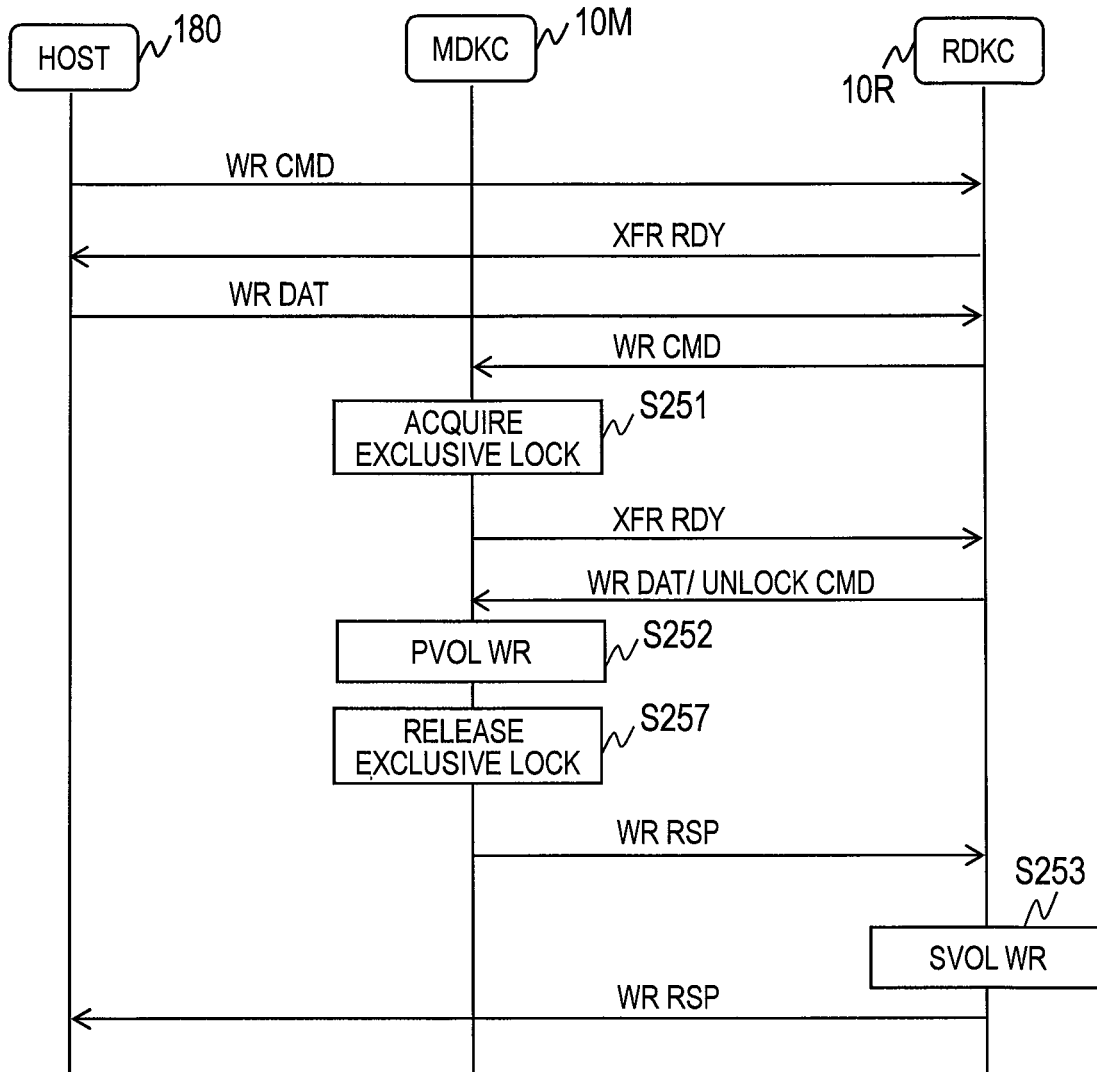 HOST
180
MDKC
10M
RDKC
10R
WR CMD
XFR RDY
WR DAT
WR CMD
ACQUIRE
EXCLUSIVE LOCK
S251
XFR RDY
WR DAT/ UNLOCK CMD
PVOL WR
S252
RELEASE
EXCLUSIVE LOCK
S257
WR RSP
S253
SVOL WR
WR RSP